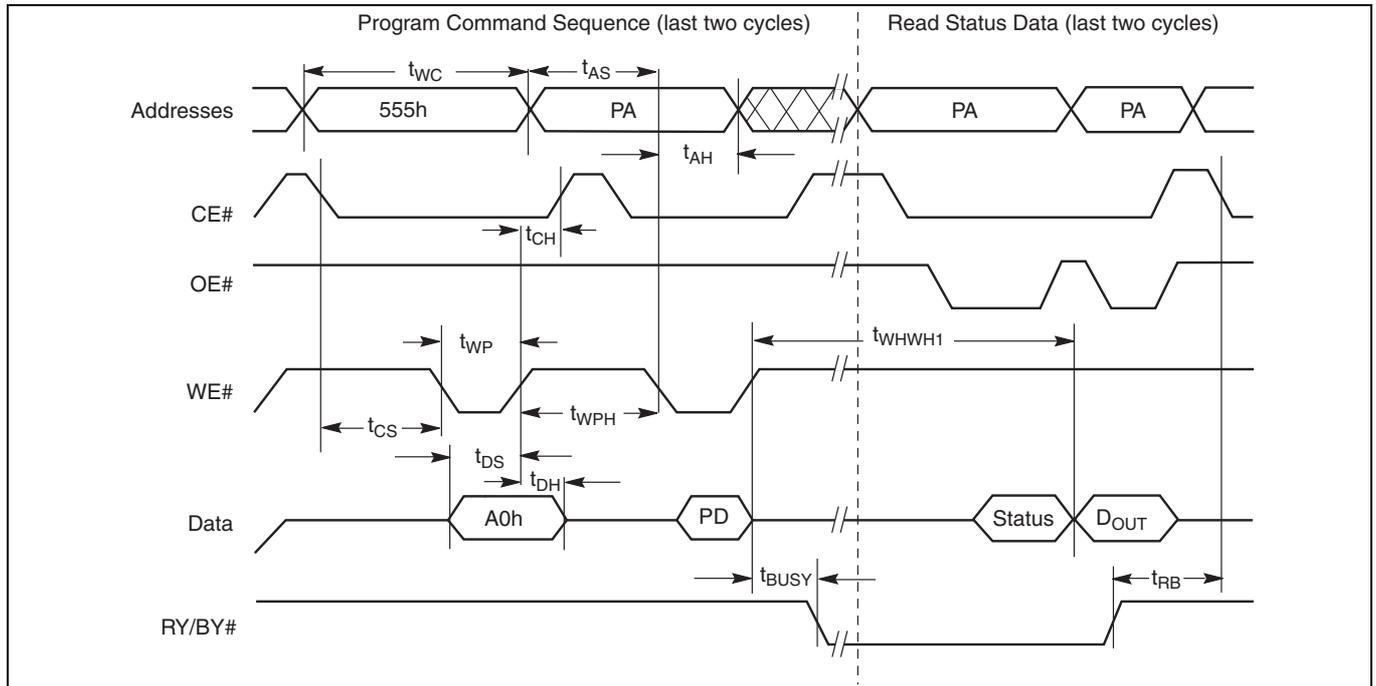 Program Command Sequence (last two cycles)
Read Status Data (last two cycles)
tWC
tAS
Addresses
555h
PA
PA
PA
tAH
CE#
tCH
OE#
tWP
tWHWH1
WE#
tCS
tWPH
tDS
tDH
Data
A0h
PD
Status
DOUT
tBUSY
tRB
RY/BY#